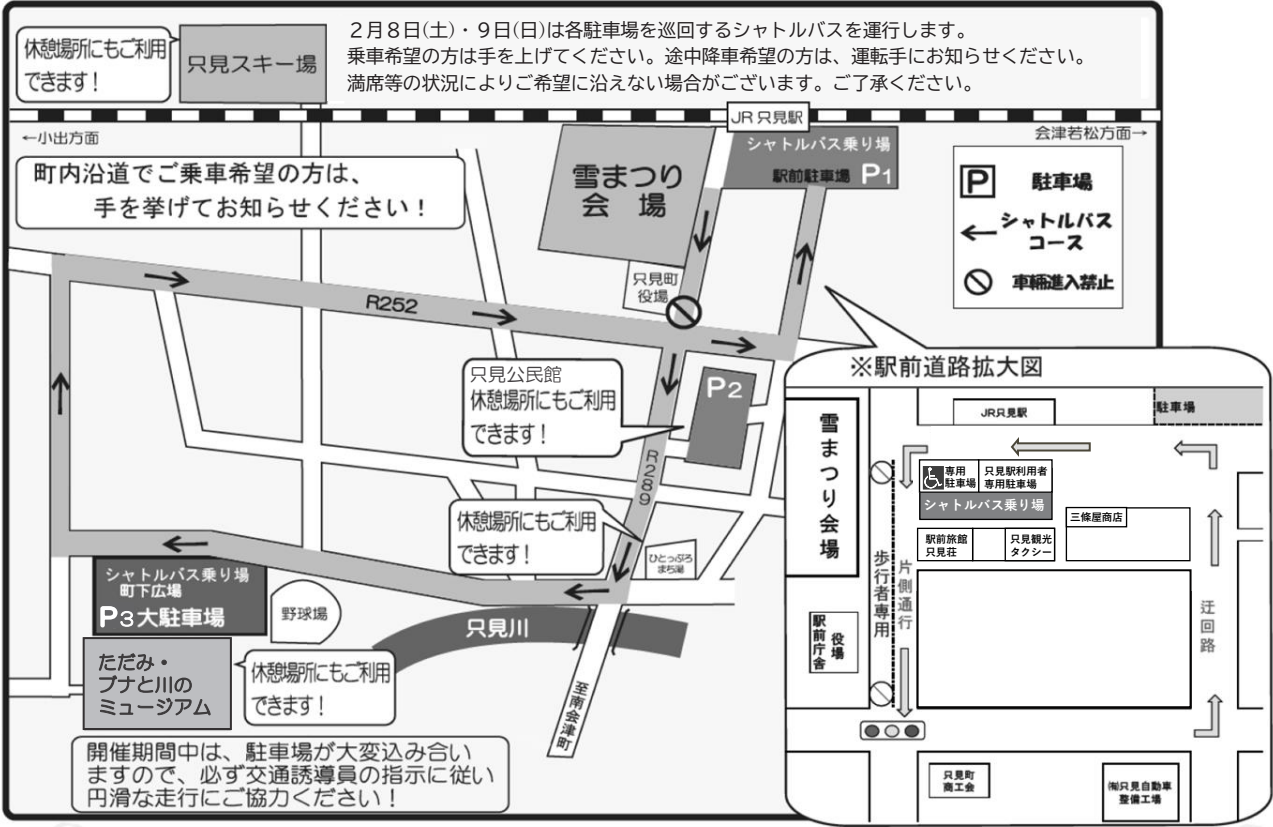 2月8日(土)・9日(日)は各駐車場を巡回するシャトルバスを運行します。
乗車希望の方は手を上げてください。途中降車希望の方は、運転手にお知らせください。
満席等の状況によりご希望に沿えない場合がございます。ご了承ください。
休憩場所にもご利用
できます！
只見スキー場
JR 只見駅
←小出方面
会津若松方面→
シャトルバス乗り場
駅前駐車場 P1
町内沿道でご乗車希望の方は、
手を挙げてお知らせください！
雪まつり
会場
P 駐車場
←シャトルバス
コース
車輛進入禁止
只見町
役場
R252
只見公民館
休憩場所にもご利用
できます！
P2
R289
休憩場所にもご利用
できます！
ひとっぷろ
まち湯
シャトルバス乗り場
町下広場
P3大駐車場
野球場
只見川
ただみ・
ブナと川の
ミュージアム
休憩場所にもご利用
できます！
至南会津町
開催期間中は、駐車場が大変込み合い
ますので、必ず交通誘導員の指示に従い
円滑な走行にご協力ください！
※駅前道路拡大図
JR只見駅
駐車場
雪まつり会場
専用
駐車場
只見駅利用者
専用駐車場
シャトルバス乗り場
三條屋商店
駅前旅館
只見荘
只見観光
タクシー
歩行者専用
片側通行
迂回路
役場
駅前庁舎
只見町
商工会
㈲只見自動車
整備工場